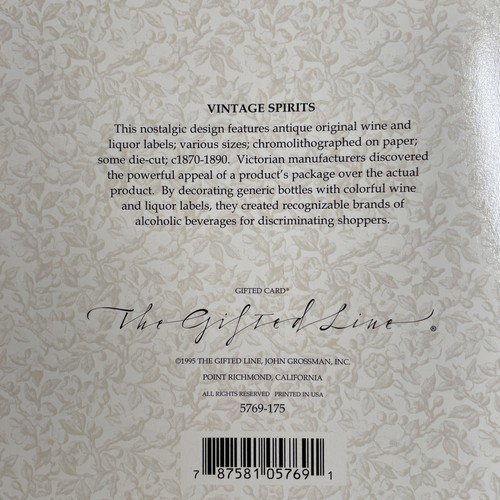 VINTAGE SPIRITS
This nostalgic design features antique original wine and
liquor labels; various sizes; chromolithographed on paper;
some die-cut; c1870-1890. Victorian manufacturers discovered
the powerful appeal of a product's package over the actual
product. By decorating generic bottles with colorful wine
and liquor labels, they created recognizable brands of
alcoholic beverages for discriminating shoppers.
GIFTED CARD®
The Gifted Line®
©1995 THE GIFTED LINE, JOHN GROSSMAN, INC.
POINT RICHMOND, CALIFORNIA
ALL RIGHTS RESERVED PRINTED IN USA
5769-175
7 87581 05769 1